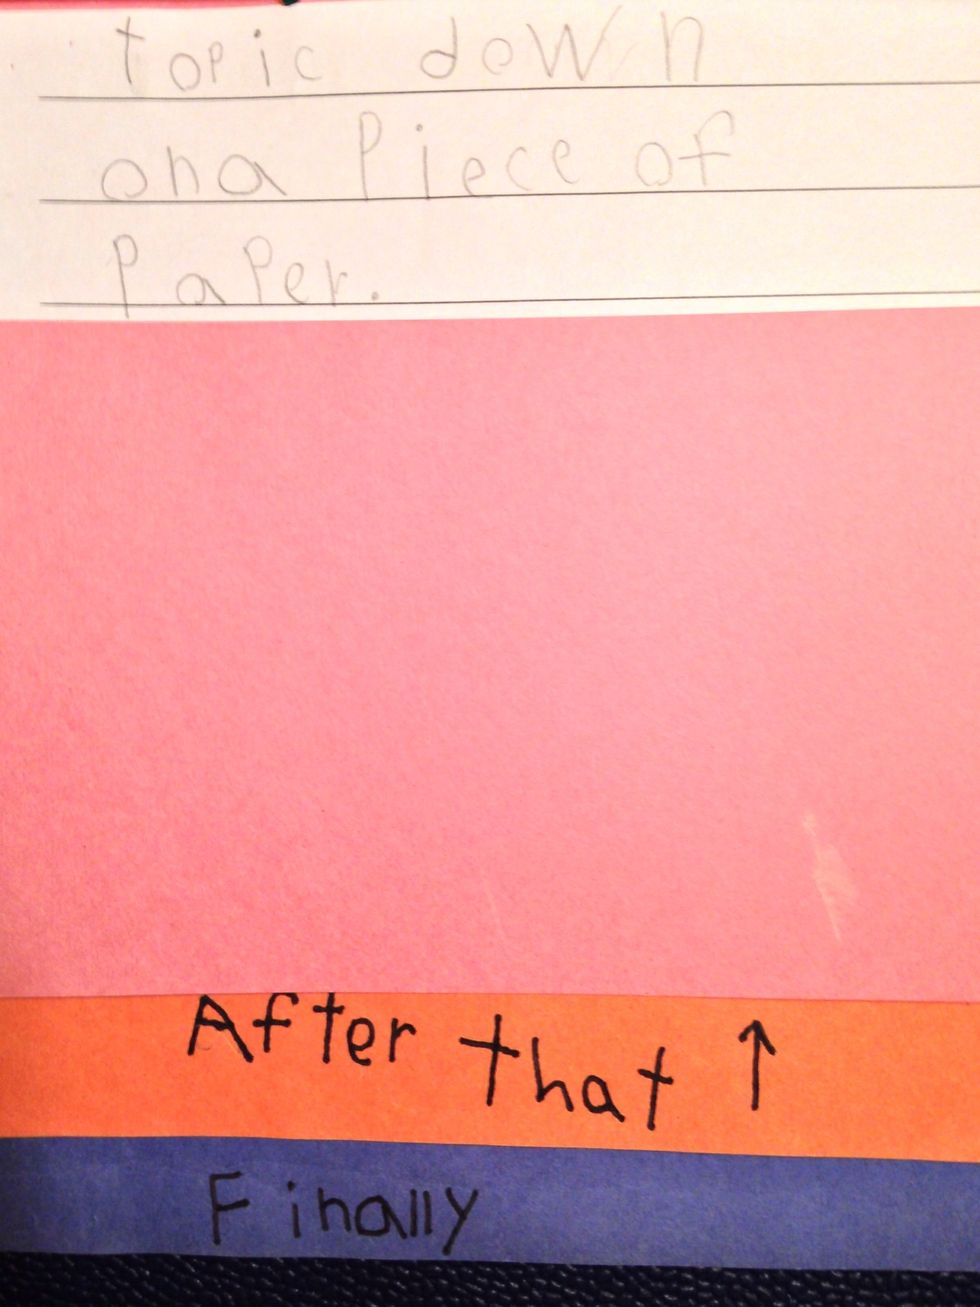 topic down
ona Piece of
PaPer.
After that ↑
Finally